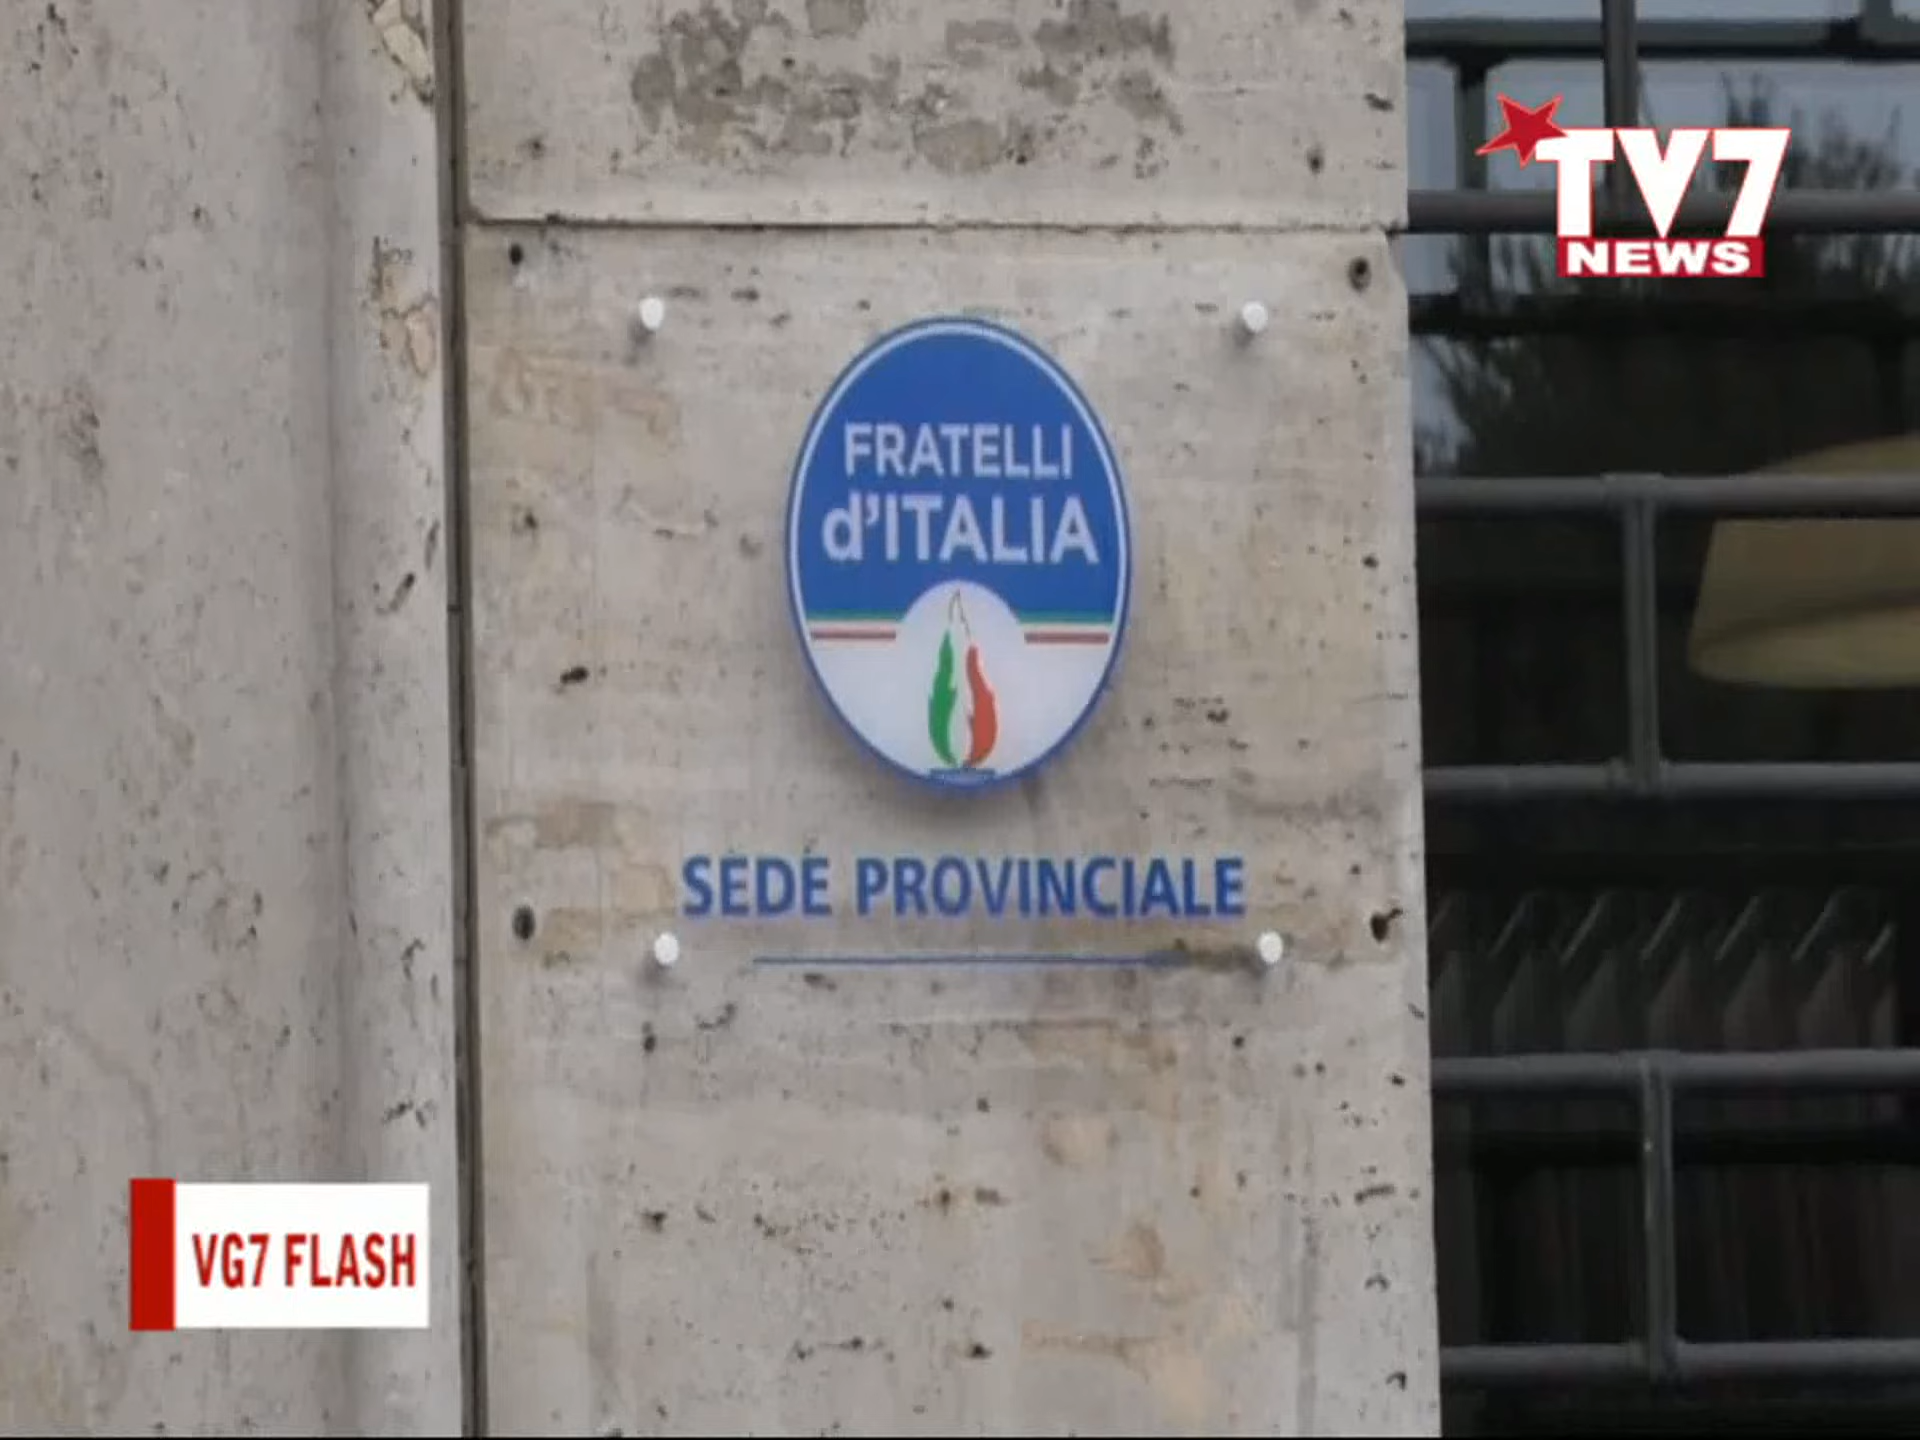 TV7
NEWS
FRATELLI
d'ITALIA
SEDE PROVINCIALE
VG7 FLASH